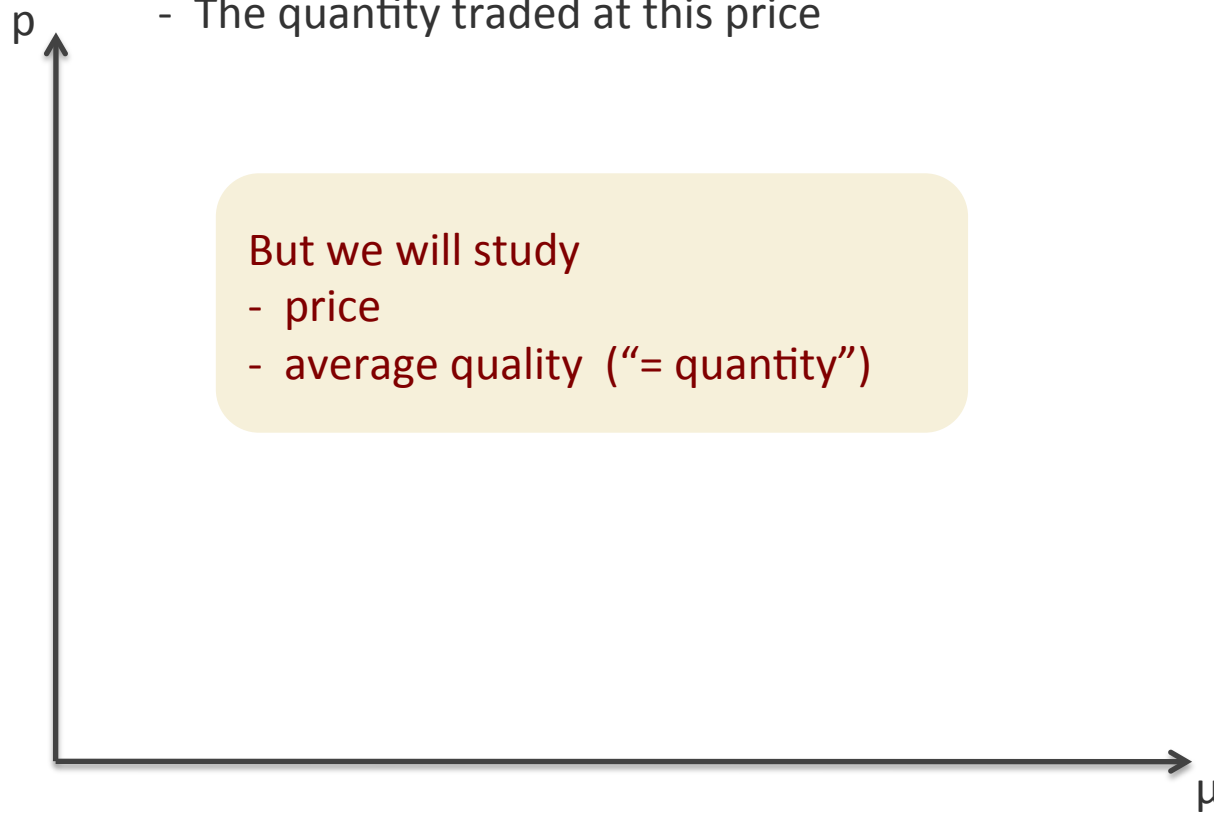 - The quantity traded at this price
p
But we will study
- price
- average quality (“= quantity”)
μ